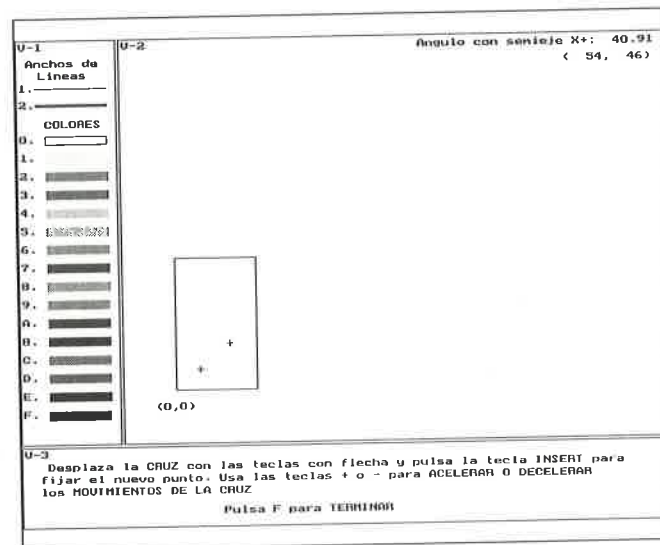 V-1
Anchos de
Lineas
1.
2.
COLORES
0.
1.
2.
3.
4.
5.
6.
7.
8.
9.
A.
B.
C.
D.
E.
F.
V-2
Angulo con semieje X+: 40.91
( 54, 46)
(0,0)
V-3
Desplaza la CRUZ con las teclas con flecha y pulsa la tecla INSERT para
fijar el nuevo punto. Usa las teclas + o - para ACELERAR O DECELERAR
los MOVIMIENTOS DE LA CRUZ
Pulsa F para TERMINAR